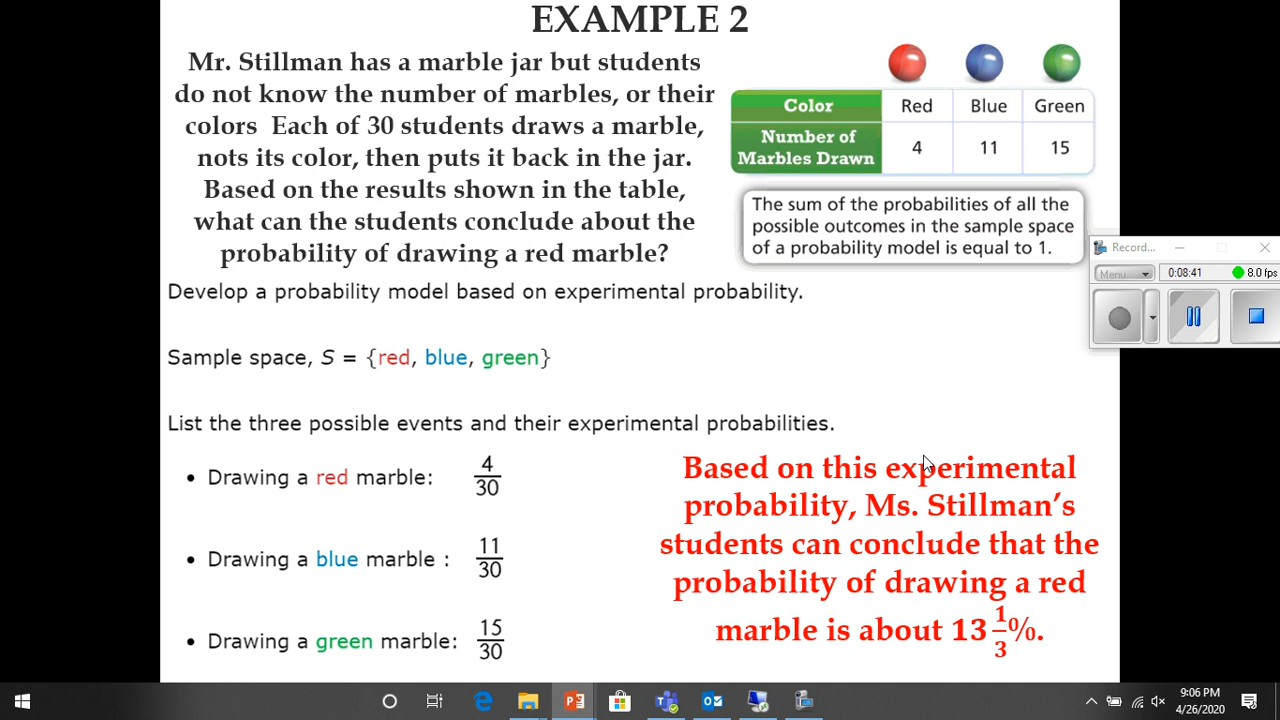 EXAMPLE 2
Mr. Stillman has a marble jar but students
do not know the number of marbles, or their
colors Each of 30 students draws a marble,
nots its color, then puts it back in the jar.
Based on the results shown in the table,
what can the students conclude about the
probability of drawing a red marble?
Color Red Blue Green
Number of
Marbles Drawn 4 11 15
The sum of the probabilities of all the
possible outcomes in the sample space
of a probability model is equal to 1.
Record...
Menu 0:08:41 8.0 fps
Develop a probability model based on experimental probability.
Sample space, S = {red, blue, green}
List the three possible events and their experimental probabilities.
• Drawing a red marble: 4/30
• Drawing a blue marble : 11/30
• Drawing a green marble: 15/30
Based on this experimental
probability, Ms. Stillman's
students can conclude that the
probability of drawing a red
marble is about 13 1/3%.
9:06 PM
4/26/2020